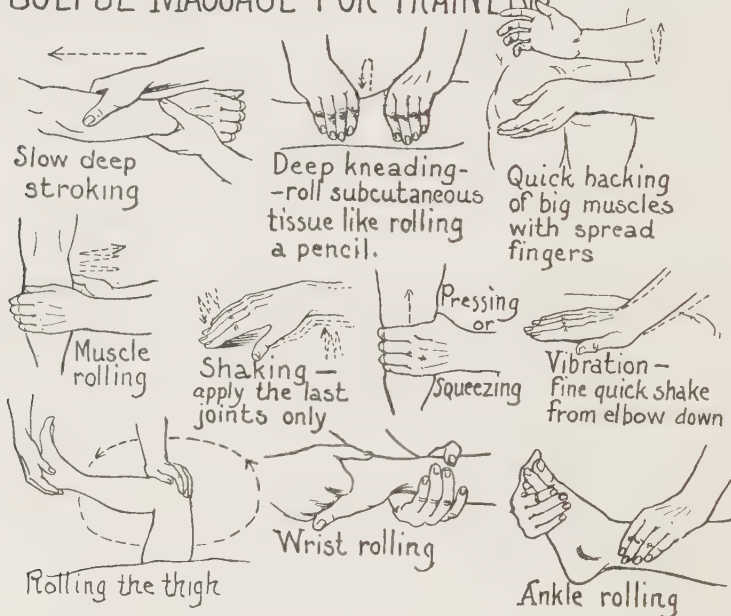 MASSAGE FOR
Slow deep
stroking
Deep kneading-
-roll subcutaneous
tissue like rolling
a pencil.
Quick hacking
of big muscles
with spread
fingers
Muscle
rolling
Shaking —
apply the last
joints only
Pressing
or
Squeezing
Vibration —
fine quick shake
from elbow down
Rolling the thigh
Wrist rolling
Ankle rolling